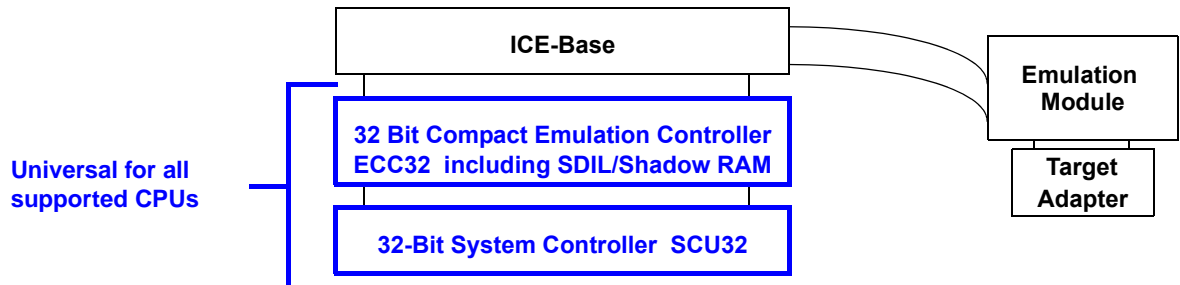 ICE-Base
Emulation
Module
32 Bit Compact Emulation Controller
ECC32 including SDIL/Shadow RAM
Universal for all
supported CPUs
Target
Adapter
32-Bit System Controller SCU32